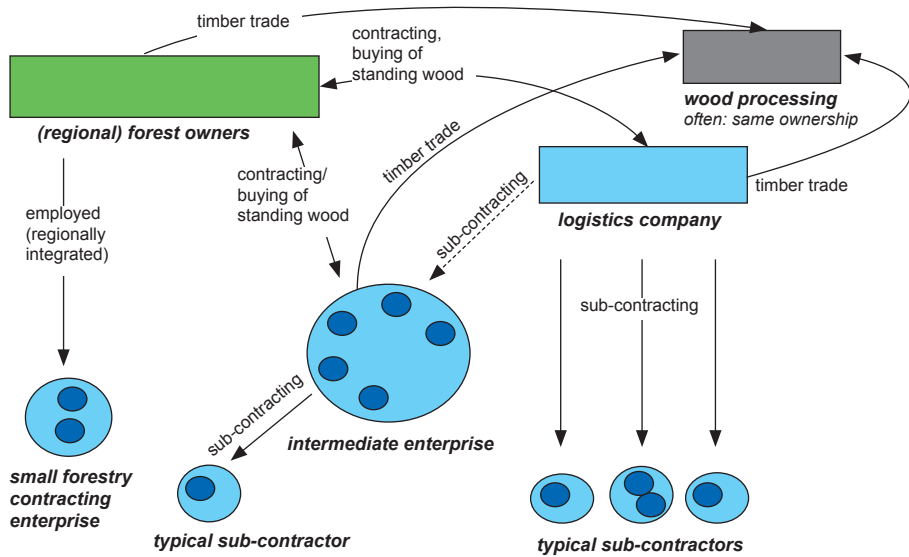 timber trade
contracting,
buying of
standing wood
(regional) forest owners
wood processing
often: same ownership
contracting/
buying of
standing wood
timber trade
sub-contracting
timber trade
logistics company
employed
(regionally
integrated)
sub-contracting
sub-contracting
intermediate enterprise
small forestry
contracting
enterprise
typical sub-contractor
typical sub-contractors